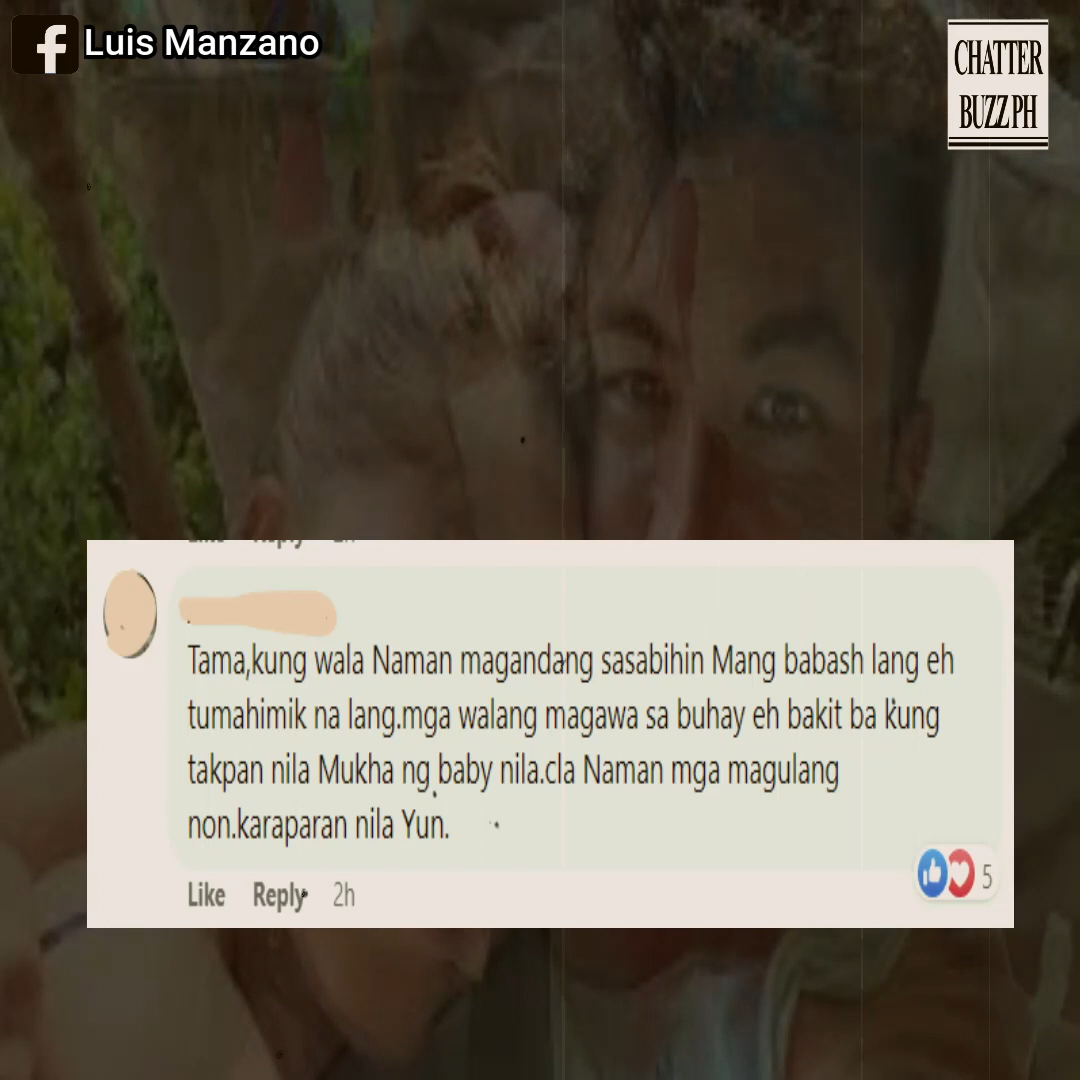 Luis Manzano
CHATTER
BUZZ PH
Tama,kung wala Naman magandang sasabihin Mang babash lang eh
tumahimik na lang.mga walang magawa sa buhay eh bakit ba kung
takpan nila Mukha ng baby nila.cla Naman mga magulang
non.karaparan nila Yun.
Like Reply 2h
5